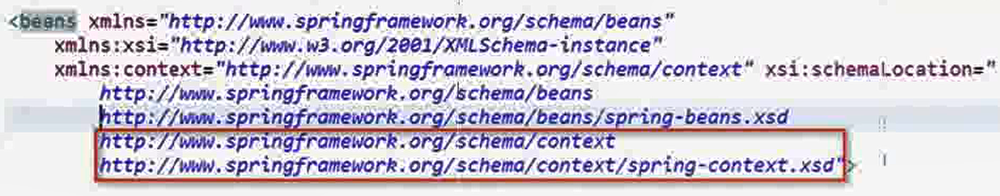 <beans xmlns="http://www.springframework.org/schema/beans"
xmlns:xsi="http://www.w3.org/2001/XMLSchema-instance"
xmlns:context="http://www.springframework.org/schema/context" xsi:schemaLocation="
http://www.springframework.org/schema/beans
http://www.springframework.org/schema/beans/spring-beans.xsd
http://www.springframework.org/schema/context
http://www.springframework.org/schema/context/spring-context.xsd">